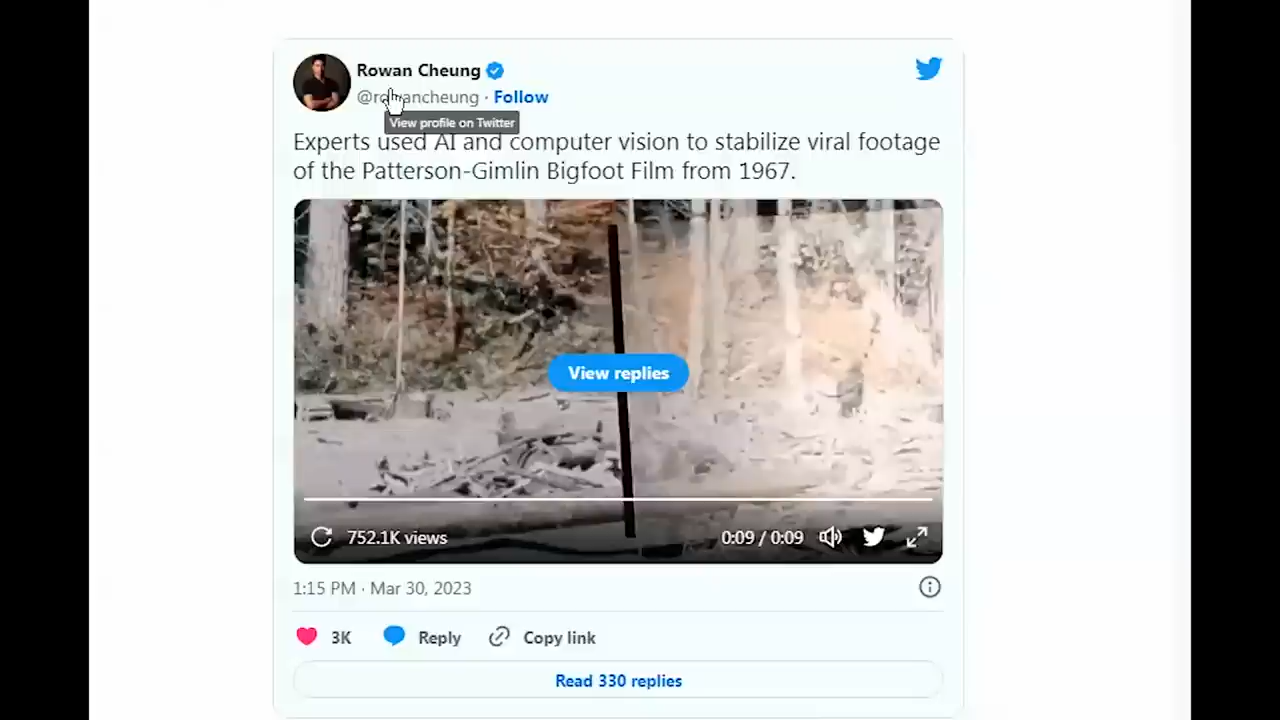 Rowan Cheung
@rowancheung · Follow
View profile on Twitter
Experts used AI and computer vision to stabilize viral footage
of the Patterson-Gimlin Bigfoot Film from 1967.
View replies
752.1K views
0:09 / 0:09
1:15 PM · Mar 30, 2023
3K
Reply
Copy link
Read 330 replies